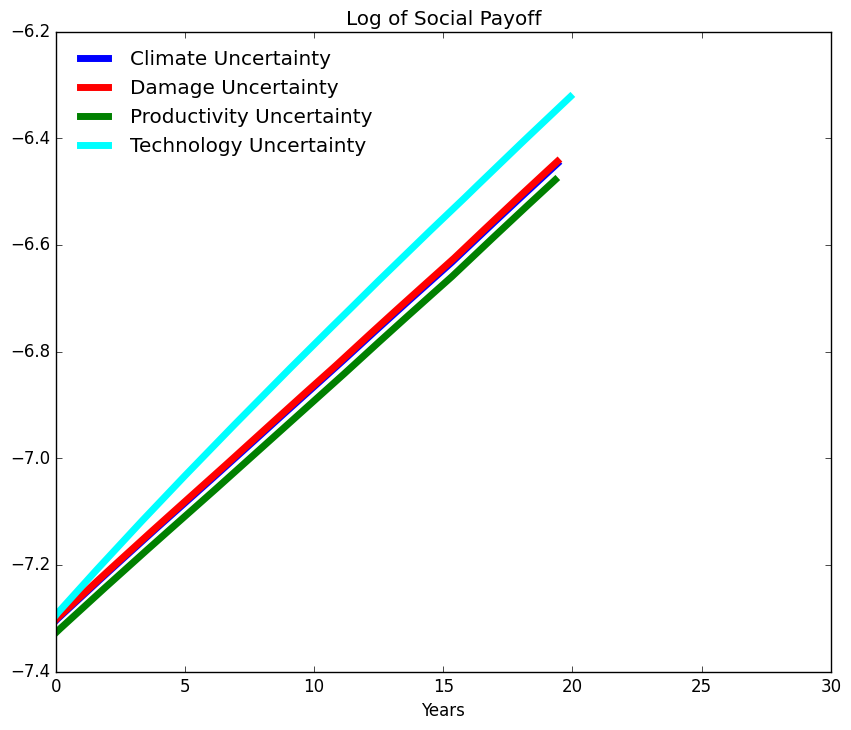 Log of Social Payoff
−6.2
−6.4
−6.6
−6.8
−7.0
−7.2
−7.4
Climate Uncertainty
Damage Uncertainty
Productivity Uncertainty
Technology Uncertainty
0 5 10 15 20 25 30
Years